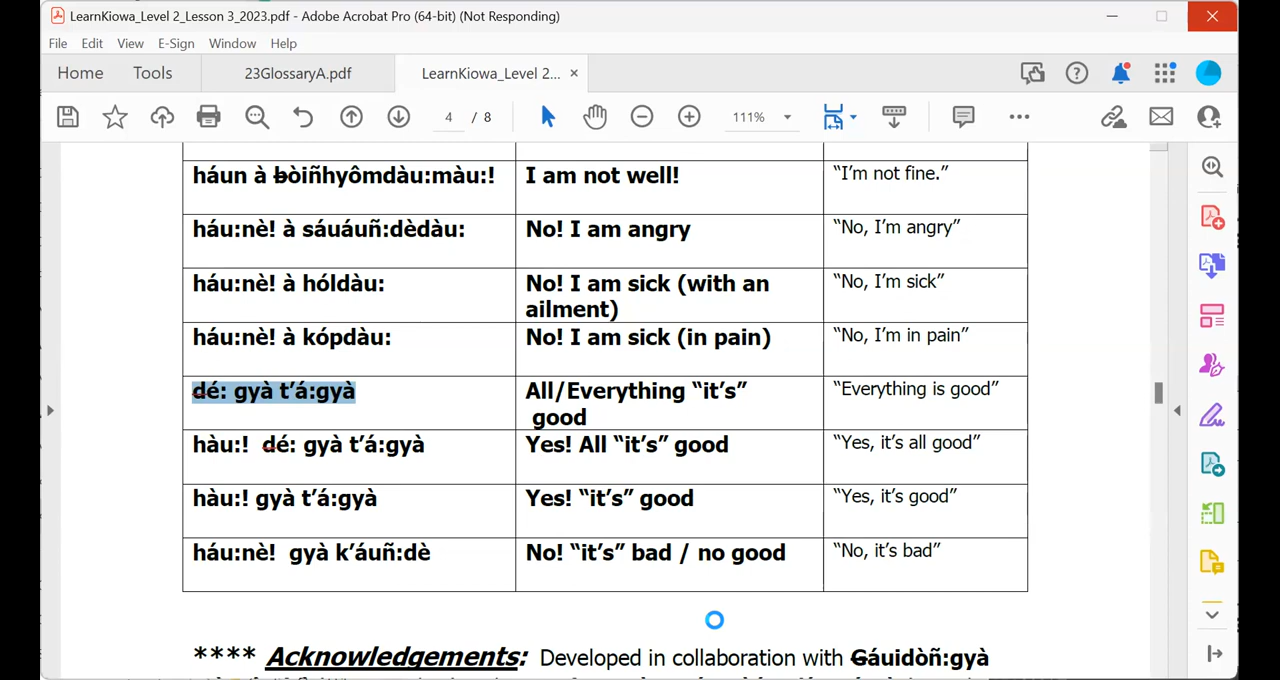 LearnKiowa_Level 2_Lesson 3_2023.pdf - Adobe Acrobat Pro (64-bit) (Not Responding)
File Edit View E-Sign Window Help
Home Tools 23GlossaryA.pdf LearnKiowa_Level 2... ×
4 / 8 111%
háun à bòiñhyômdàu:màu:! I am not well! “I’m not fine.”
háu:nè! à sáuáuñ:dèdàu: No! I am angry “No, I’m angry”
háu:nè! à hóldàu: No! I am sick (with an “No, I’m sick”
ailment)
háu:nè! à kópdàu: No! I am sick (in pain) “No, I’m in pain”
dé: gyà t’á:gyà All/Everything “it’s” “Everything is good”
good
hàu:! dé: gyà t’á:gyà Yes! All “it’s” good “Yes, it’s all good”
hàu:! gyà t’á:gyà Yes! “it’s” good “Yes, it’s good”
háu:nè! gyà k’áuñ:dè No! “it’s” bad / no good “No, it’s bad”
**** Acknowledgements: Developed in collaboration with Gáuidòñ:gyà